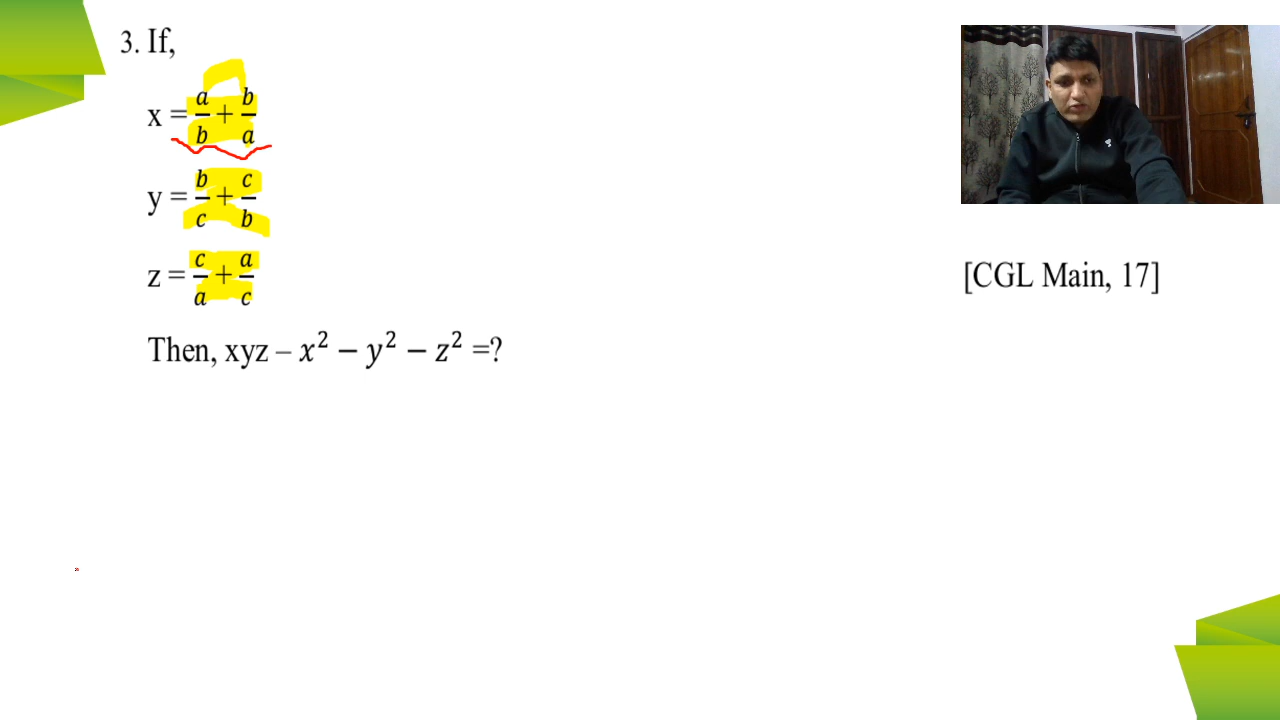 3. If,
x = a/b + b/a
y = b/c + c/b
z = c/a + a/c
[CGL Main, 17]
Then, xyz – x² − y² − z² =?